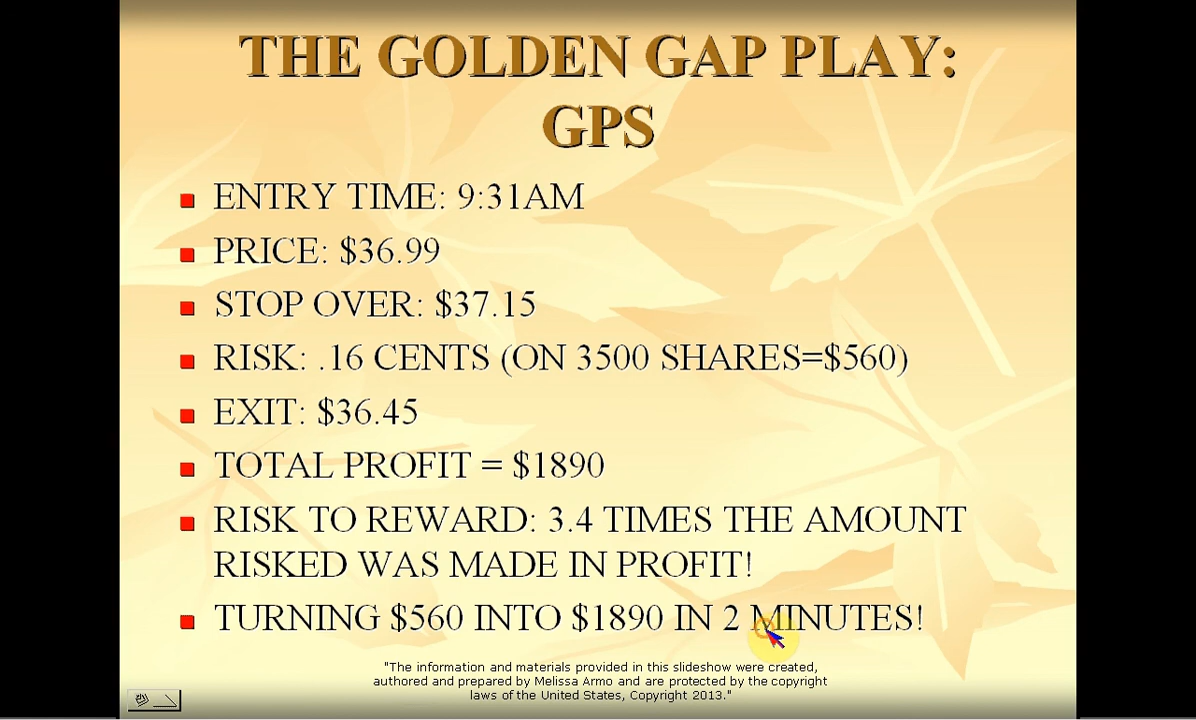 THE GOLDEN GAP PLAY:
GPS
ENTRY TIME: 9:31AM
PRICE: $36.99
STOP OVER: $37.15
RISK: .16 CENTS (ON 3500 SHARES=$560)
EXIT: $36.45
TOTAL PROFIT = $1890
RISK TO REWARD: 3.4 TIMES THE AMOUNT
RISKED WAS MADE IN PROFIT!
TURNING $560 INTO $1890 IN 2 MINUTES!
"The information and materials provided in this slideshow were created,
authored and prepared by Melissa Armo and are protected by the copyright
laws of the United States, Copyright 2013."